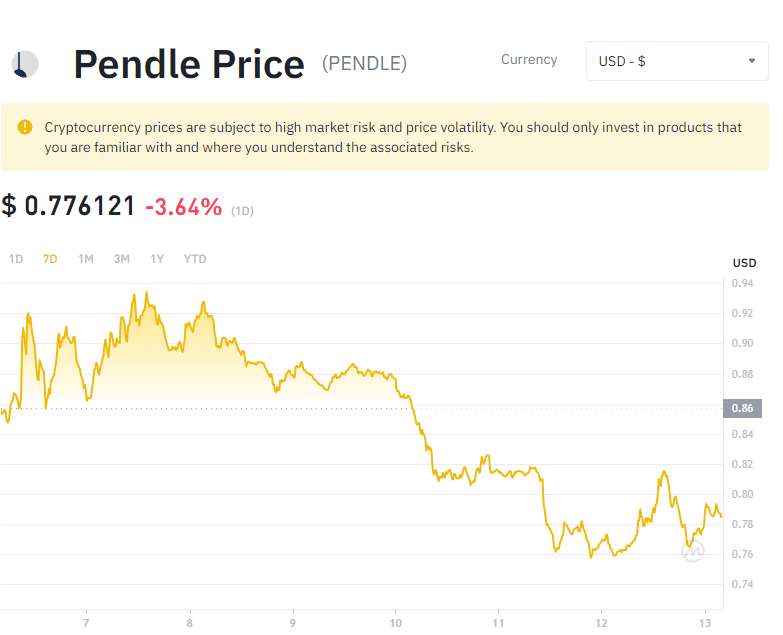 Pendle Price (PENDLE)
Currency
USD - $
Cryptocurrency prices are subject to high market risk and price volatility. You should only invest in products that
you are familiar with and where you understand the associated risks.
$ 0.776121 -3.64% (1D)
1D 7D 1M 3M 1Y YTD
USD
0.94
0.92
0.90
0.88
0.86
0.84
0.82
0.80
0.78
0.76
0.74
7 8 9 10 11 12 13